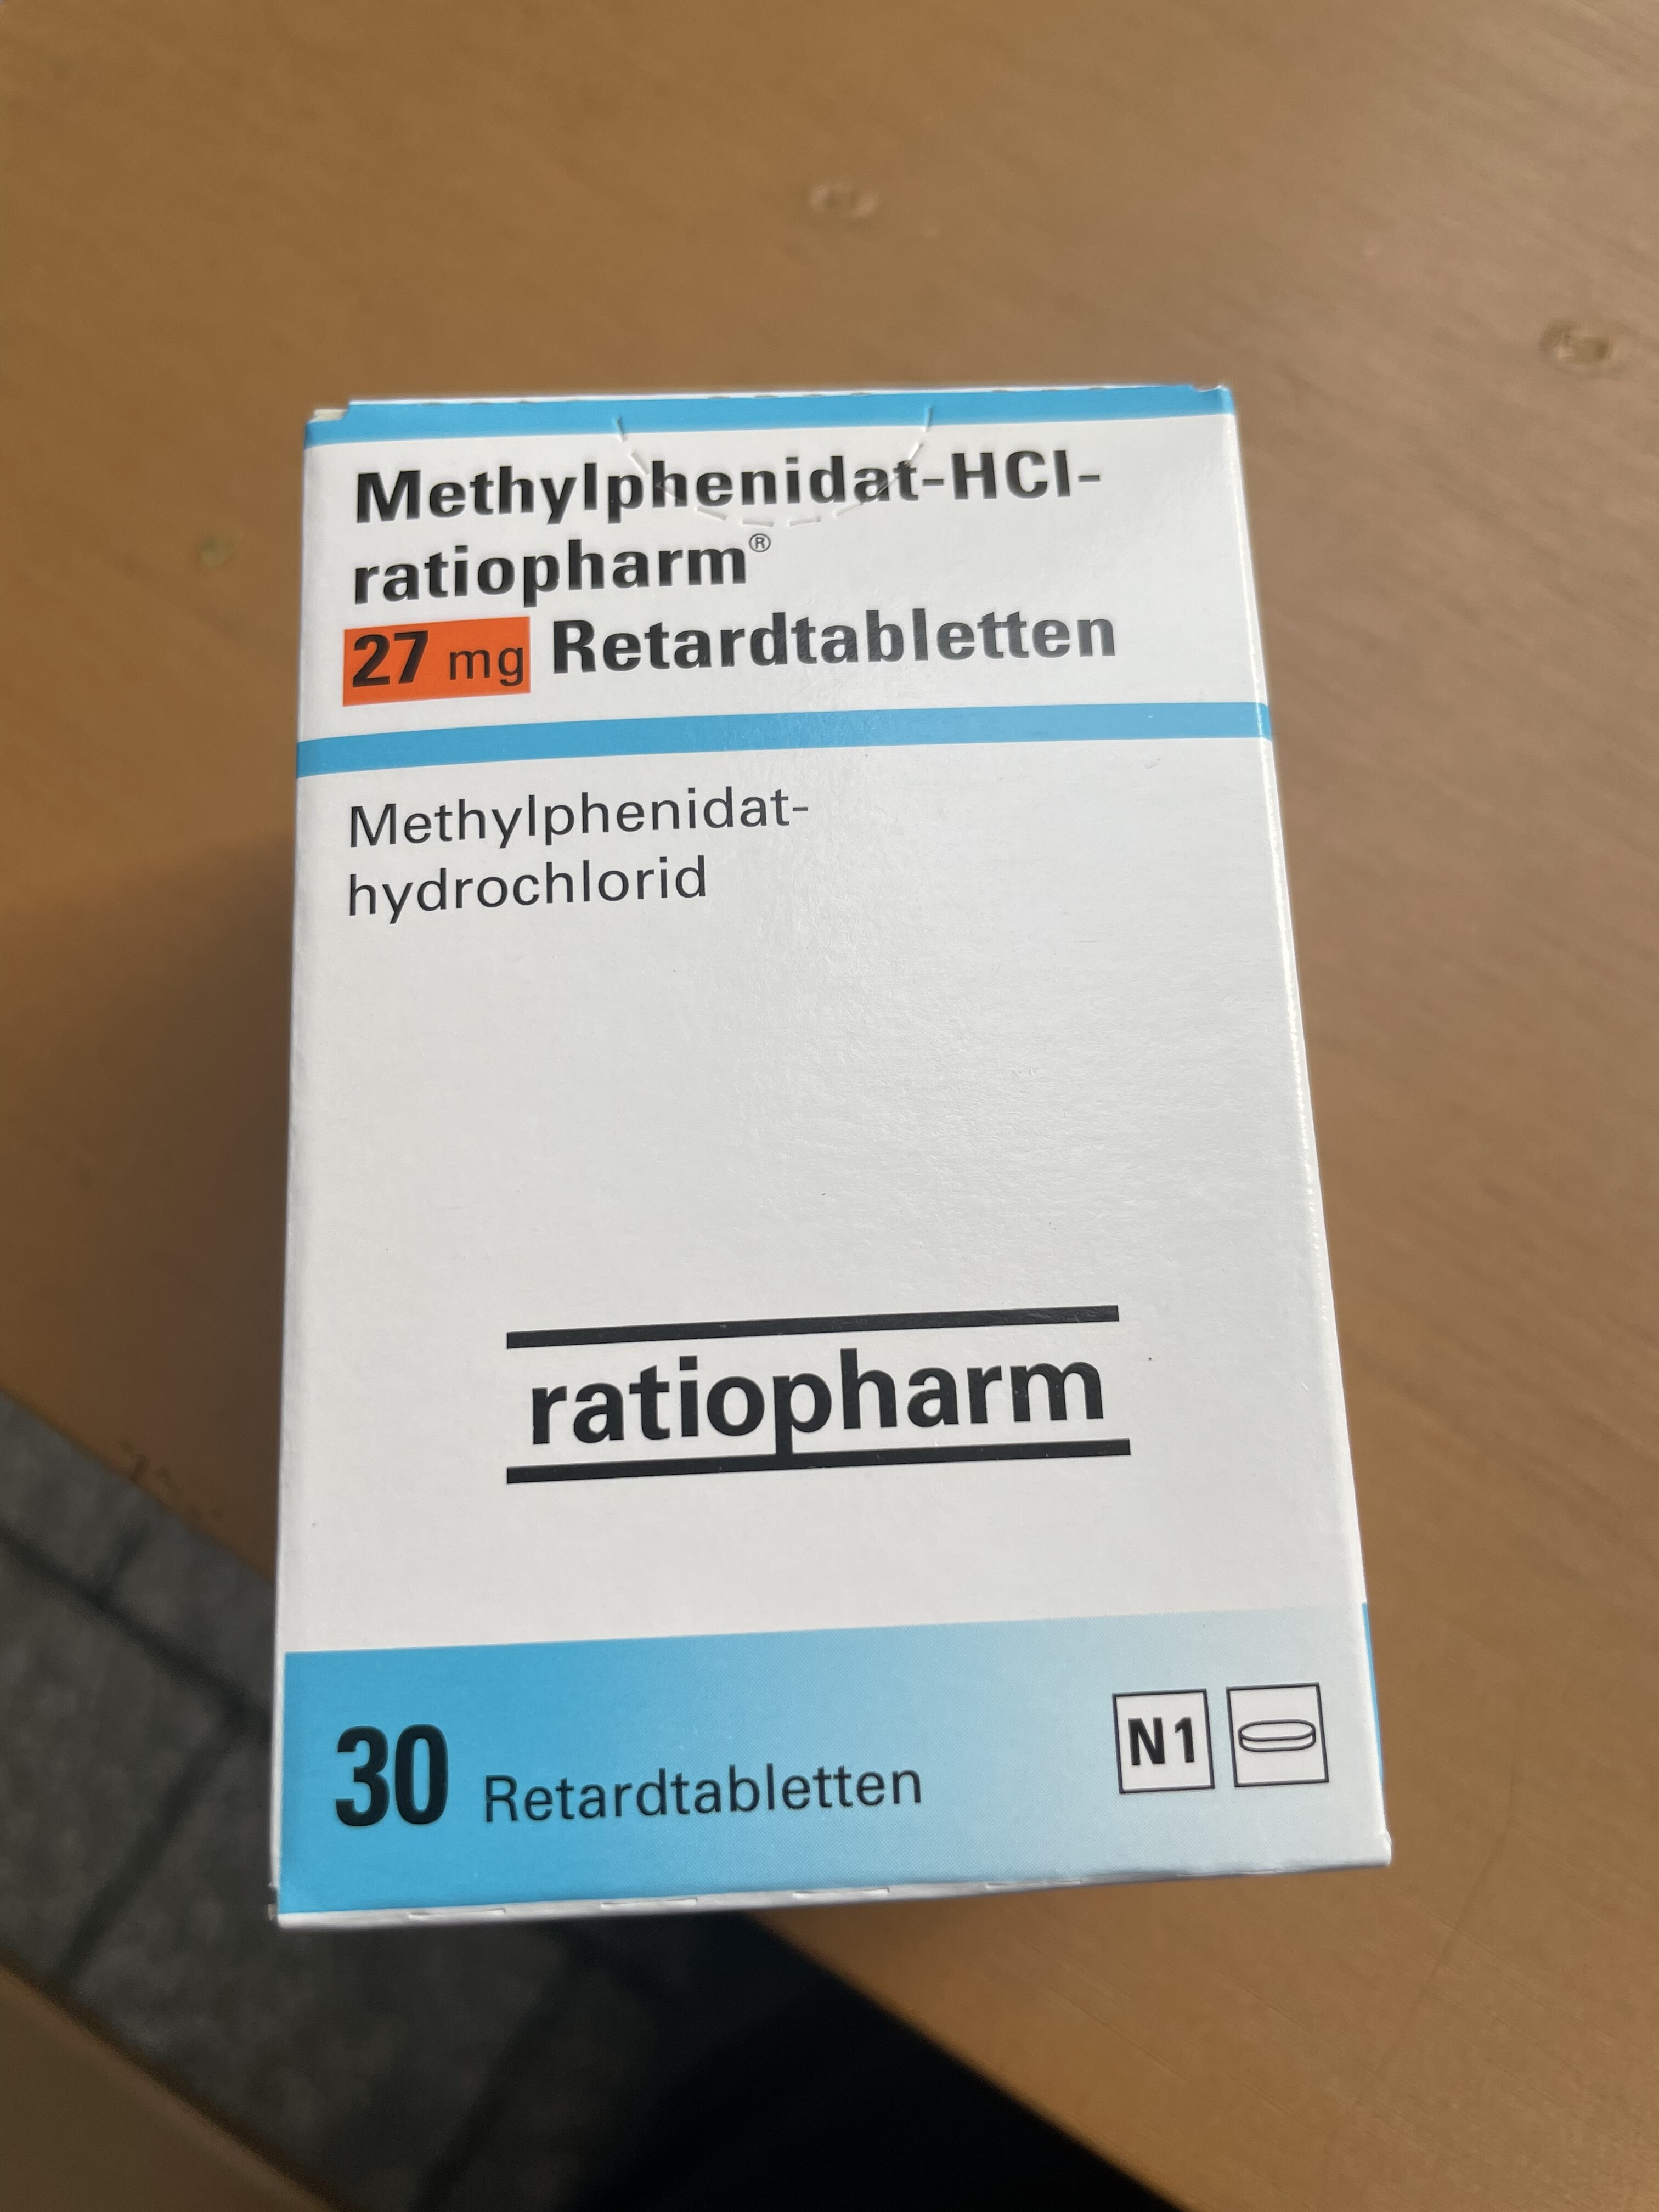 Methylphenidat-HCl-
ratiopharm®
27 mg Retardtabletten
Methylphenidat-
hydrochlorid
ratiopharm
30 Retardtabletten
N1